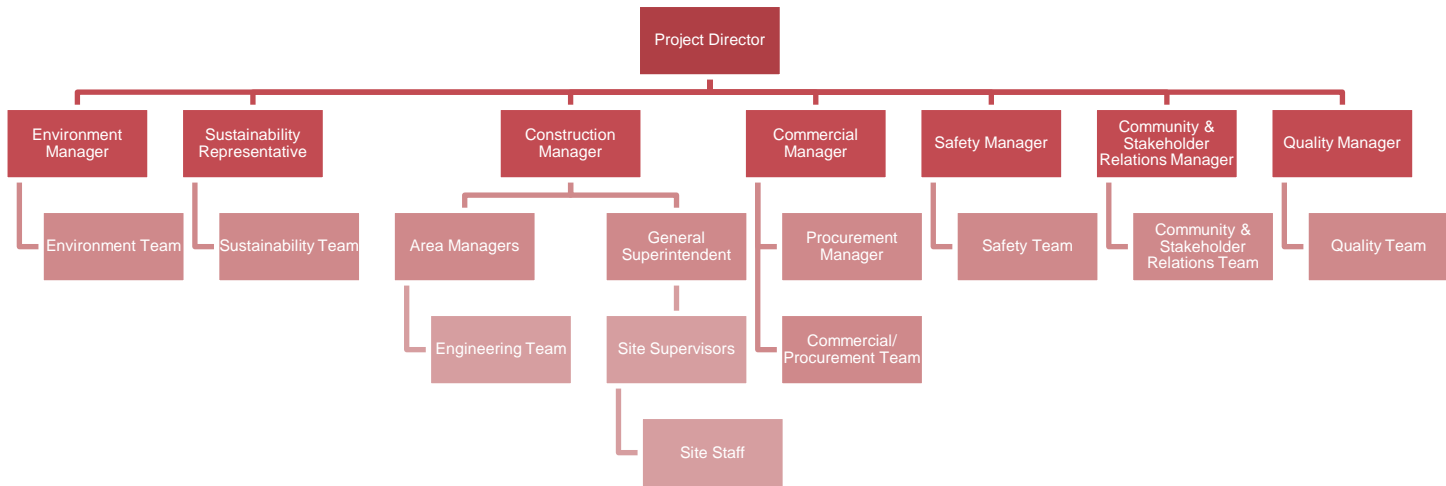 Project Director
Environment
Manager
Sustainability
Representative
Construction
Manager
Commercial
Manager
Safety Manager
Community &
Stakeholder
Relations Manager
Quality Manager
Environment Team
Sustainability Team
Area Managers
General
Superintendent
Procurement
Manager
Safety Team
Community &
Stakeholder
Relations Team
Quality Team
Engineering Team
Site Supervisors
Commercial/
Procurement Team
Site Staff